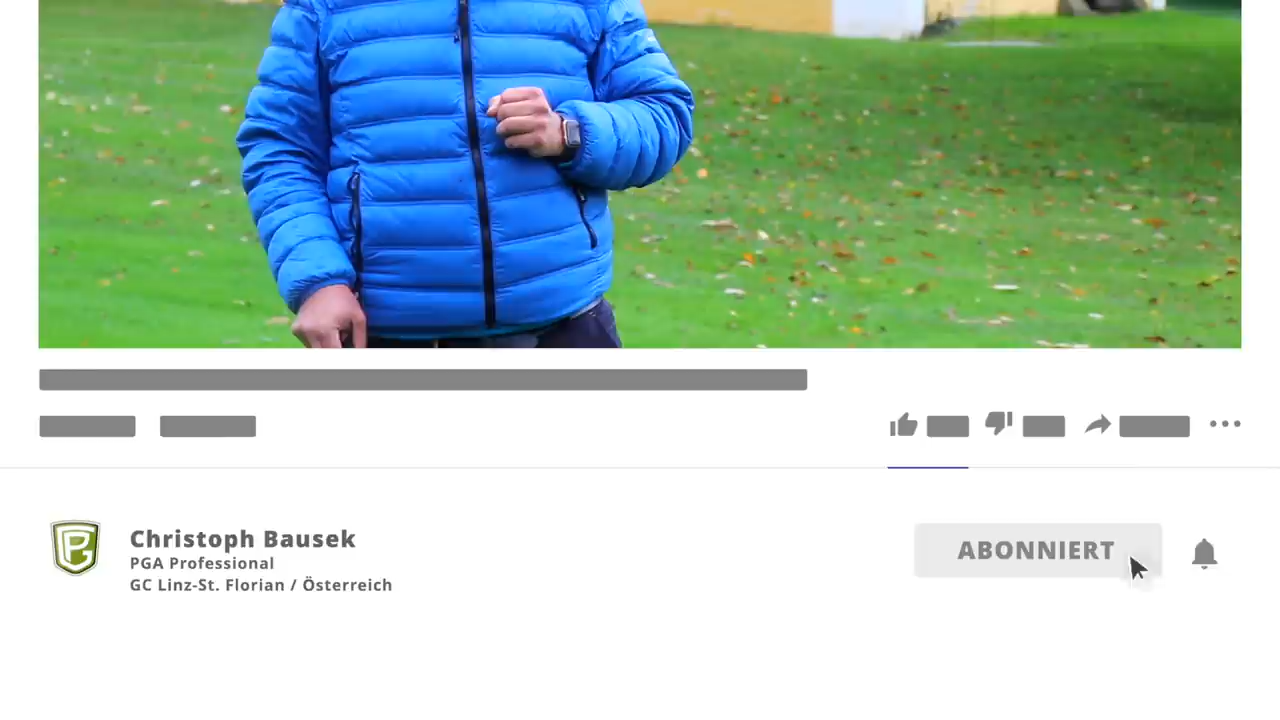 Christoph Bausek
PGA Professional
GC Linz-St. Florian / Österreich
ABONNIERT